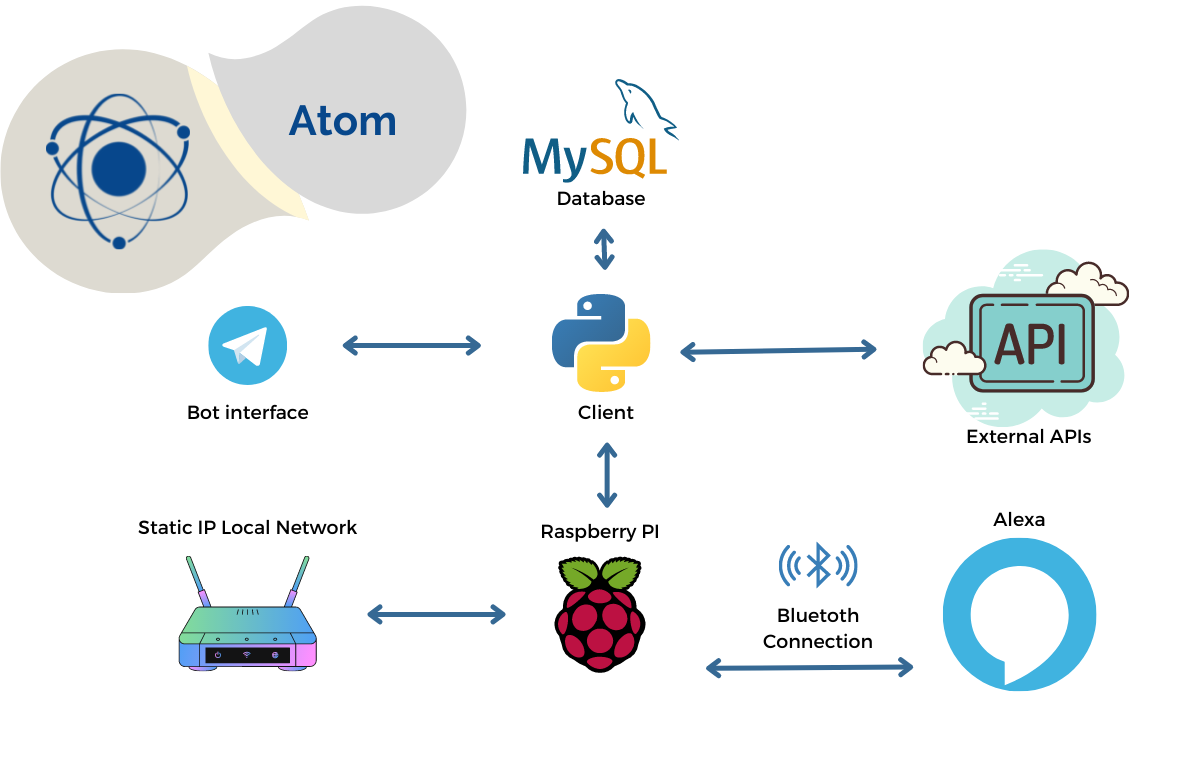 Atom
MySQL
Database
API
Bot interface
Client
External APIs
Static IP Local Network
Raspberry PI
Alexa
Bluetoth
Connection